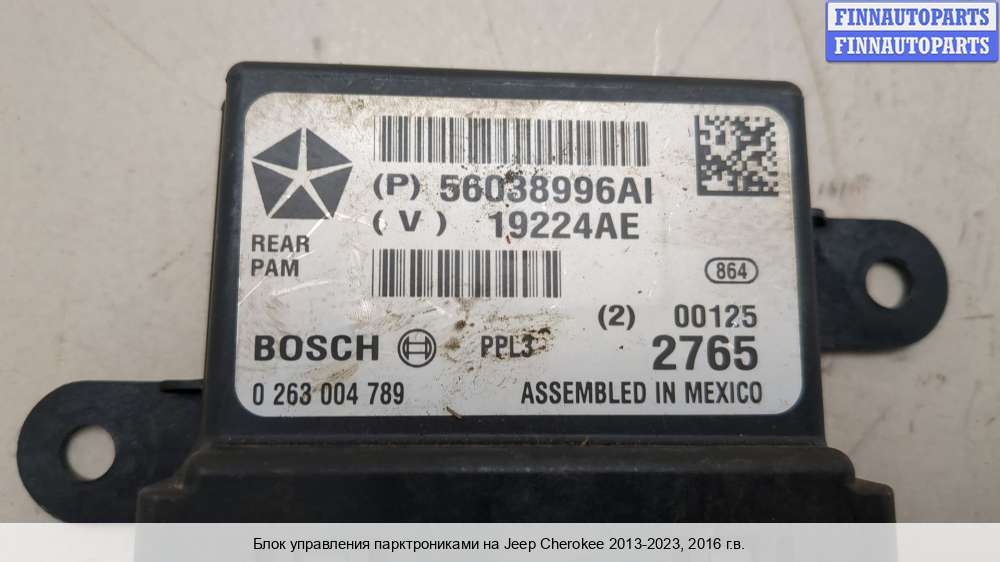 FINNAUTOPARTS
FINNAUTOPARTS
(P) 56038996AI
(V) 19224AE
REAR
PAM
864
(2) 00125
BOSCH PPL3 2765
0 263 004 789 ASSEMBLED IN MEXICO
Блок управления парктрониками на Jeep Cherokee 2013-2023, 2016 г.в.